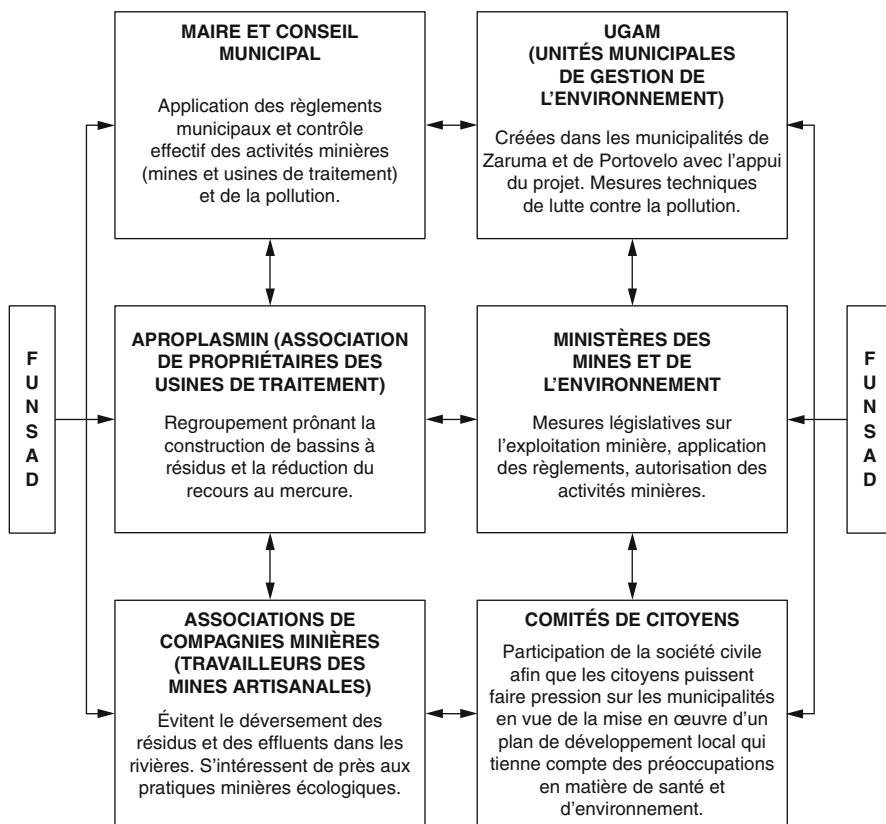 MAIRE ET CONSEIL
MUNICIPAL
Application des règlements
municipaux et contrôle
effectif des activités minières
(mines et usines de traitement)
et de la pollution.
UGAM
(UNITÉS MUNICIPALES
DE GESTION DE
L’ENVIRONNEMENT)
Créées dans les municipalités de
Zaruma et de Portovelo avec l’appui
du projet. Mesures techniques
de lutte contre la pollution.
F
U
N
S
A
D
APROPLASMIN (ASSOCIATION
DE PROPRIÉTAIRES DES
USINES DE TRAITEMENT)
Regroupement prônant la
construction de bassins à
résidus et la réduction du
recours au mercure.
MINISTÈRES DES
MINES ET DE
L’ENVIRONNEMENT
Mesures législatives sur
l’exploitation minière, application
des règlements, autorisation des
activités minières.
F
U
N
S
A
D
ASSOCIATIONS DE
COMPAGNIES MINIÈRES
(TRAVAILLEURS DES
MINES ARTISANALES)
Évitent le déversement des
résidus et des effluents dans les
rivières. S’intéressent de près aux
pratiques minières écologiques.
COMITÉS DE CITOYENS
Participation de la société civile
afin que les citoyens puissent
faire pression sur les municipalités
en vue de la mise en œuvre d’un
plan de développement local qui
tienne compte des préoccupations
en matière de santé et
d’environnement.